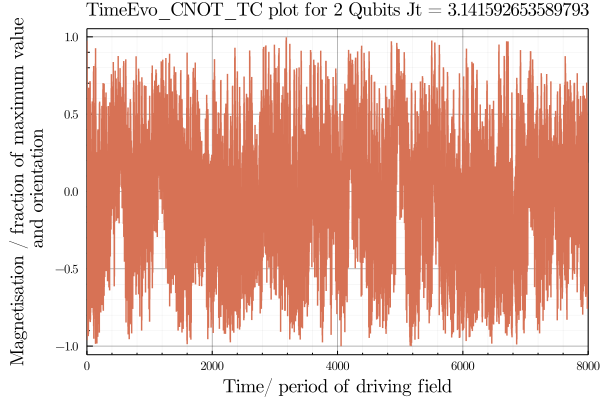 TimeEvo_CNOT_TC plot for 2 Qubits Jt = 3.141592653589793
Magnetisation / fraction of maximum value
and orientation
1.0
0.5
0.0
−0.5
−1.0
0 2000 4000 6000 8000
Time/ period of driving field